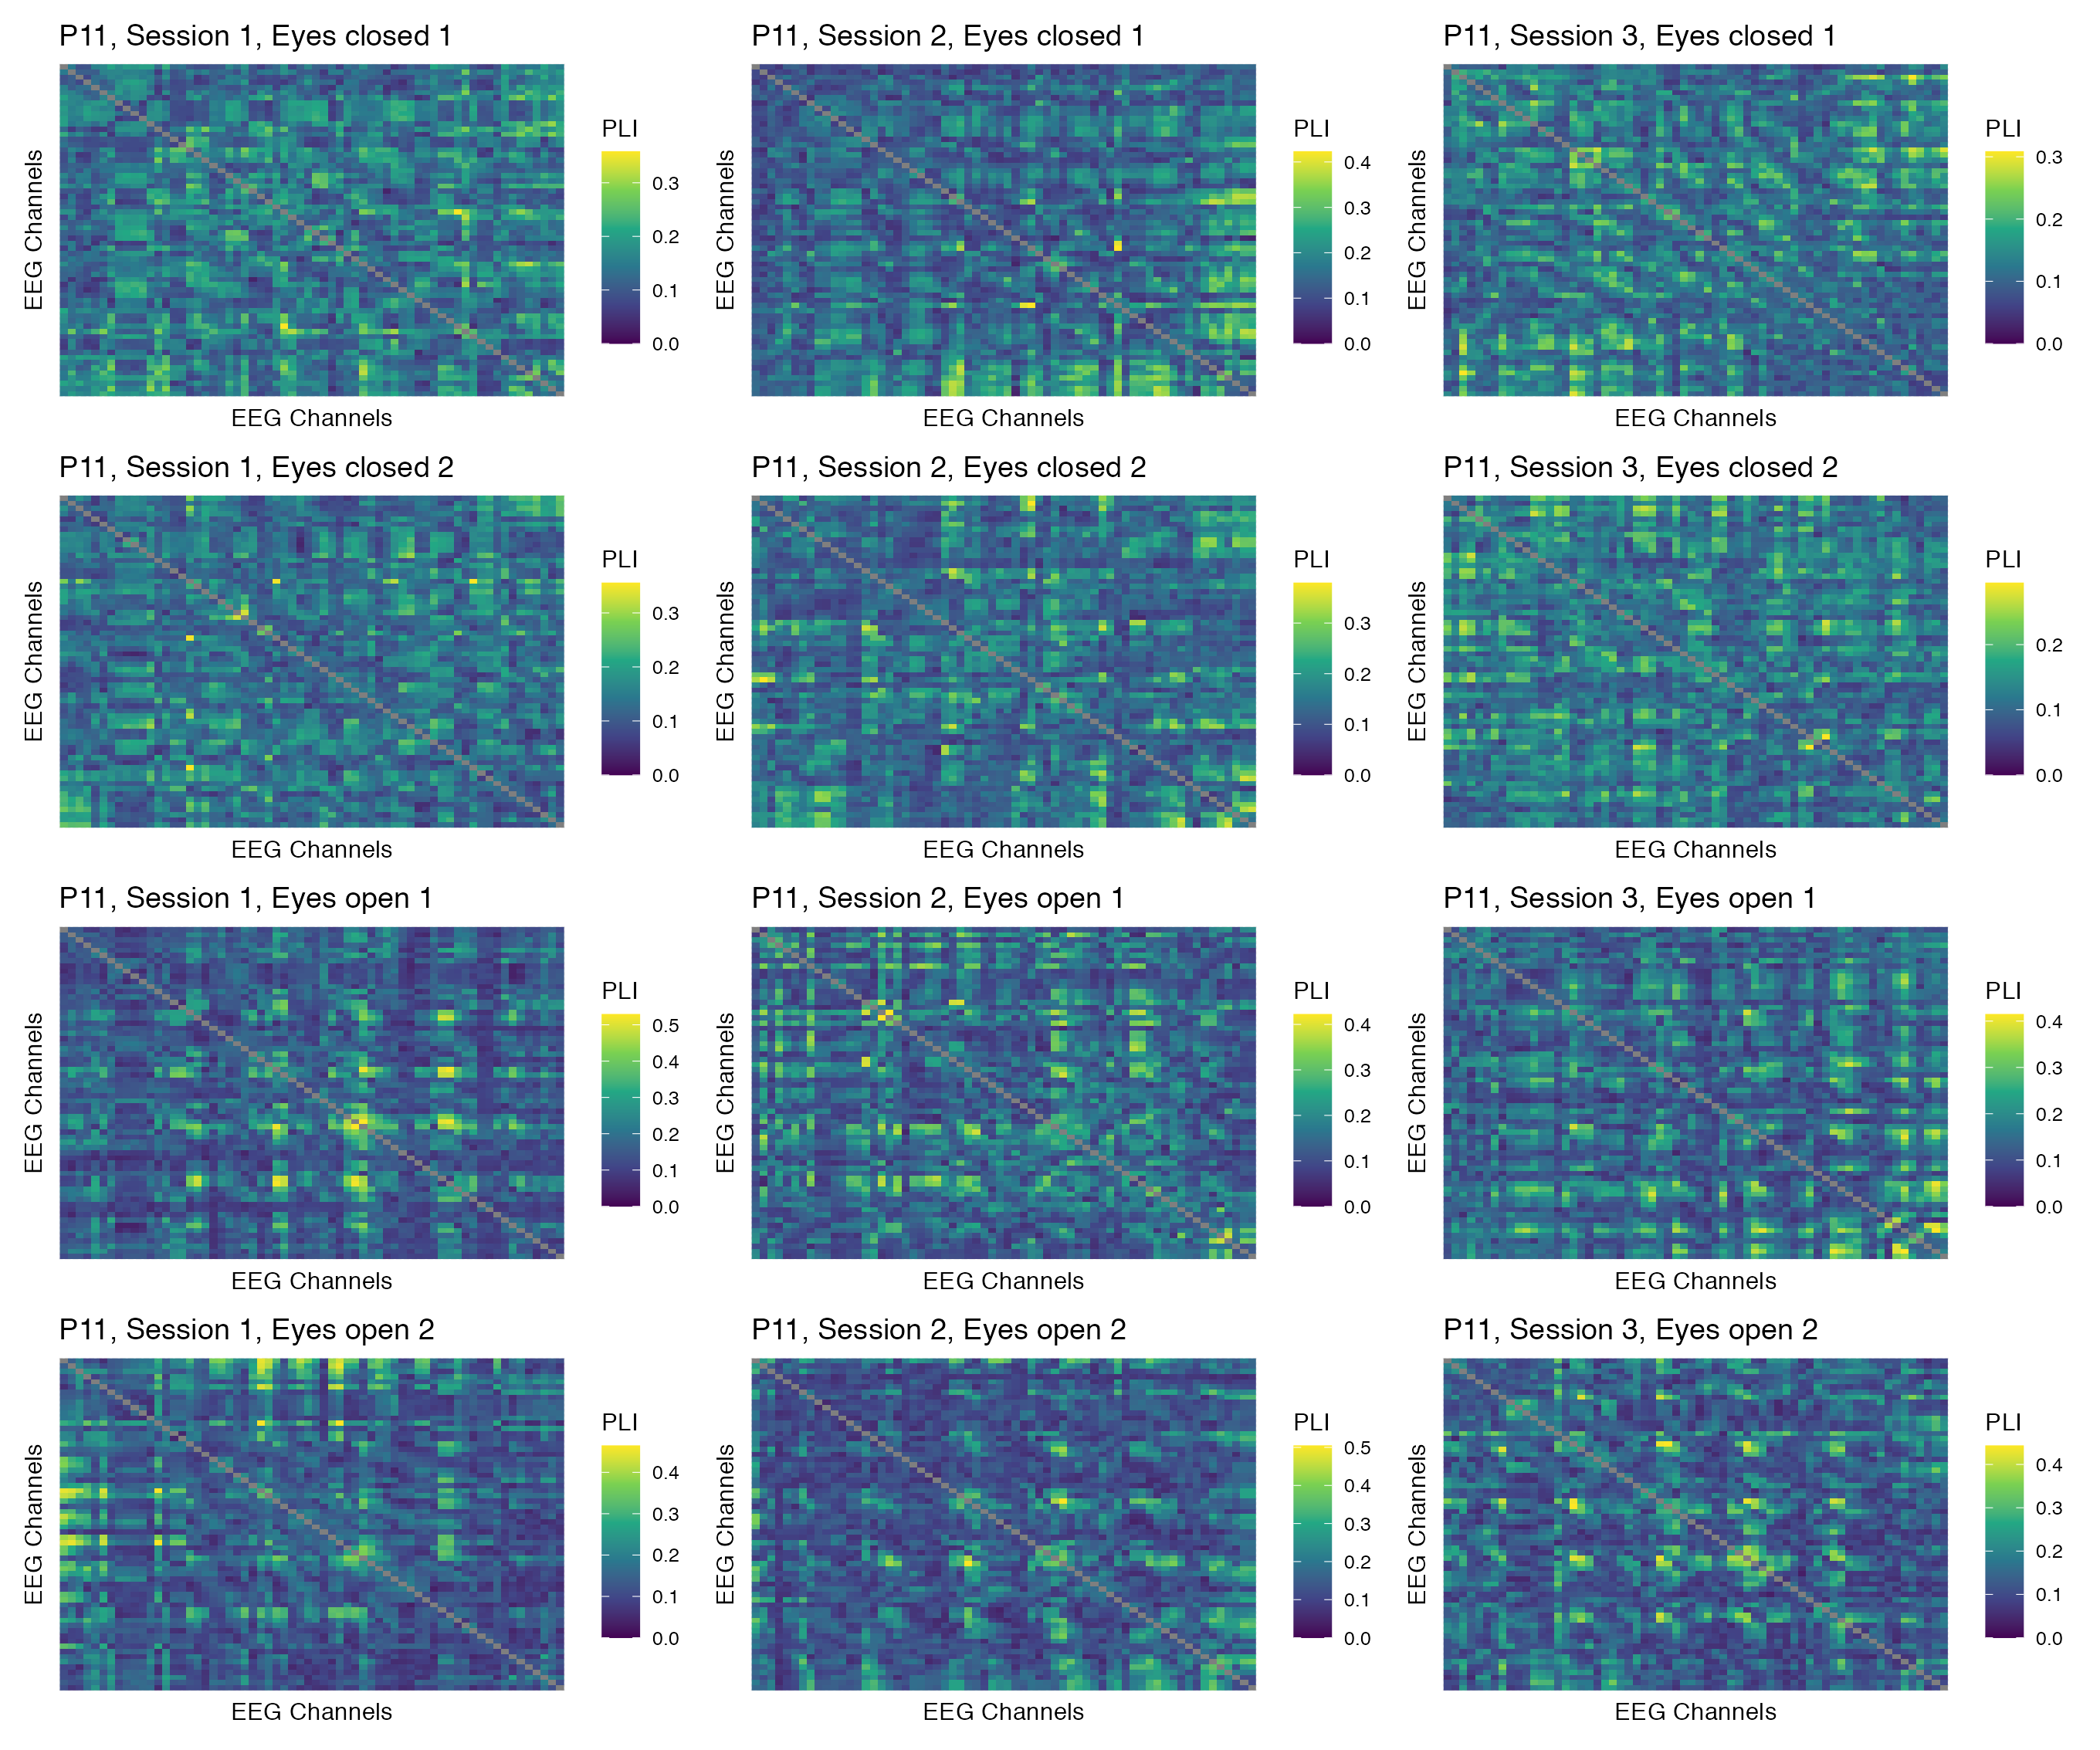 P11, Session 1, Eyes closed 1
EEG Channels
EEG Channels
PLI
0.3
0.2
0.1
0.0
P11, Session 2, Eyes closed 1
EEG Channels
EEG Channels
PLI
0.4
0.3
0.2
0.1
0.0
P11, Session 3, Eyes closed 1
EEG Channels
EEG Channels
PLI
0.3
0.2
0.1
0.0
P11, Session 1, Eyes closed 2
EEG Channels
EEG Channels
PLI
0.3
0.2
0.1
0.0
P11, Session 2, Eyes closed 2
EEG Channels
EEG Channels
PLI
0.3
0.2
0.1
0.0
P11, Session 3, Eyes closed 2
EEG Channels
EEG Channels
PLI
0.2
0.1
0.0
P11, Session 1, Eyes open 1
EEG Channels
EEG Channels
PLI
0.5
0.4
0.3
0.2
0.1
0.0
P11, Session 2, Eyes open 1
EEG Channels
EEG Channels
PLI
0.4
0.3
0.2
0.1
0.0
P11, Session 3, Eyes open 1
EEG Channels
EEG Channels
PLI
0.4
0.3
0.2
0.1
0.0
P11, Session 1, Eyes open 2
EEG Channels
EEG Channels
PLI
0.4
0.3
0.2
0.1
0.0
P11, Session 2, Eyes open 2
EEG Channels
EEG Channels
PLI
0.5
0.4
0.3
0.2
0.1
0.0
P11, Session 3, Eyes open 2
EEG Channels
EEG Channels
PLI
0.4
0.3
0.2
0.1
0.0